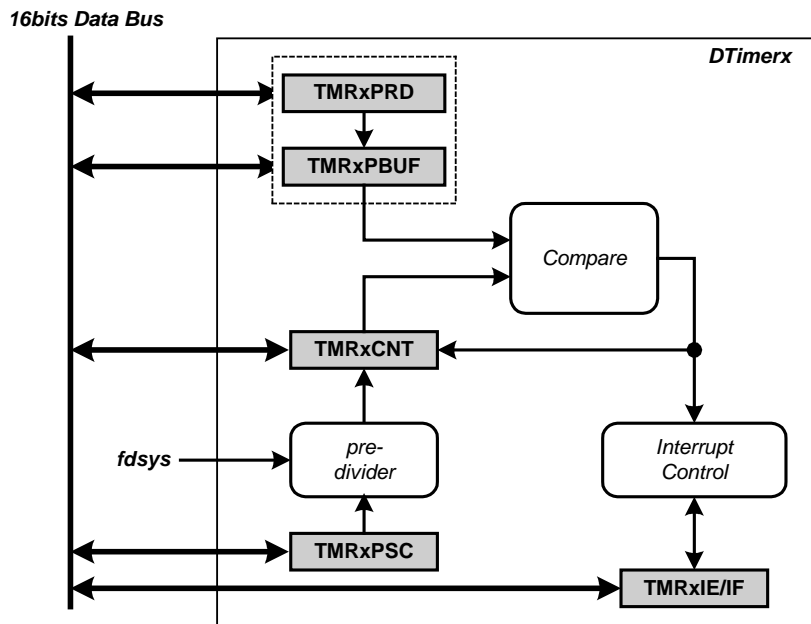 16bits Data Bus
DTimerx
TMRxPRD
TMRxPBUF
Compare
TMRxCNT
fdsys
pre-
divider
Interrupt
Control
TMRxPSC
TMRxIE/IF